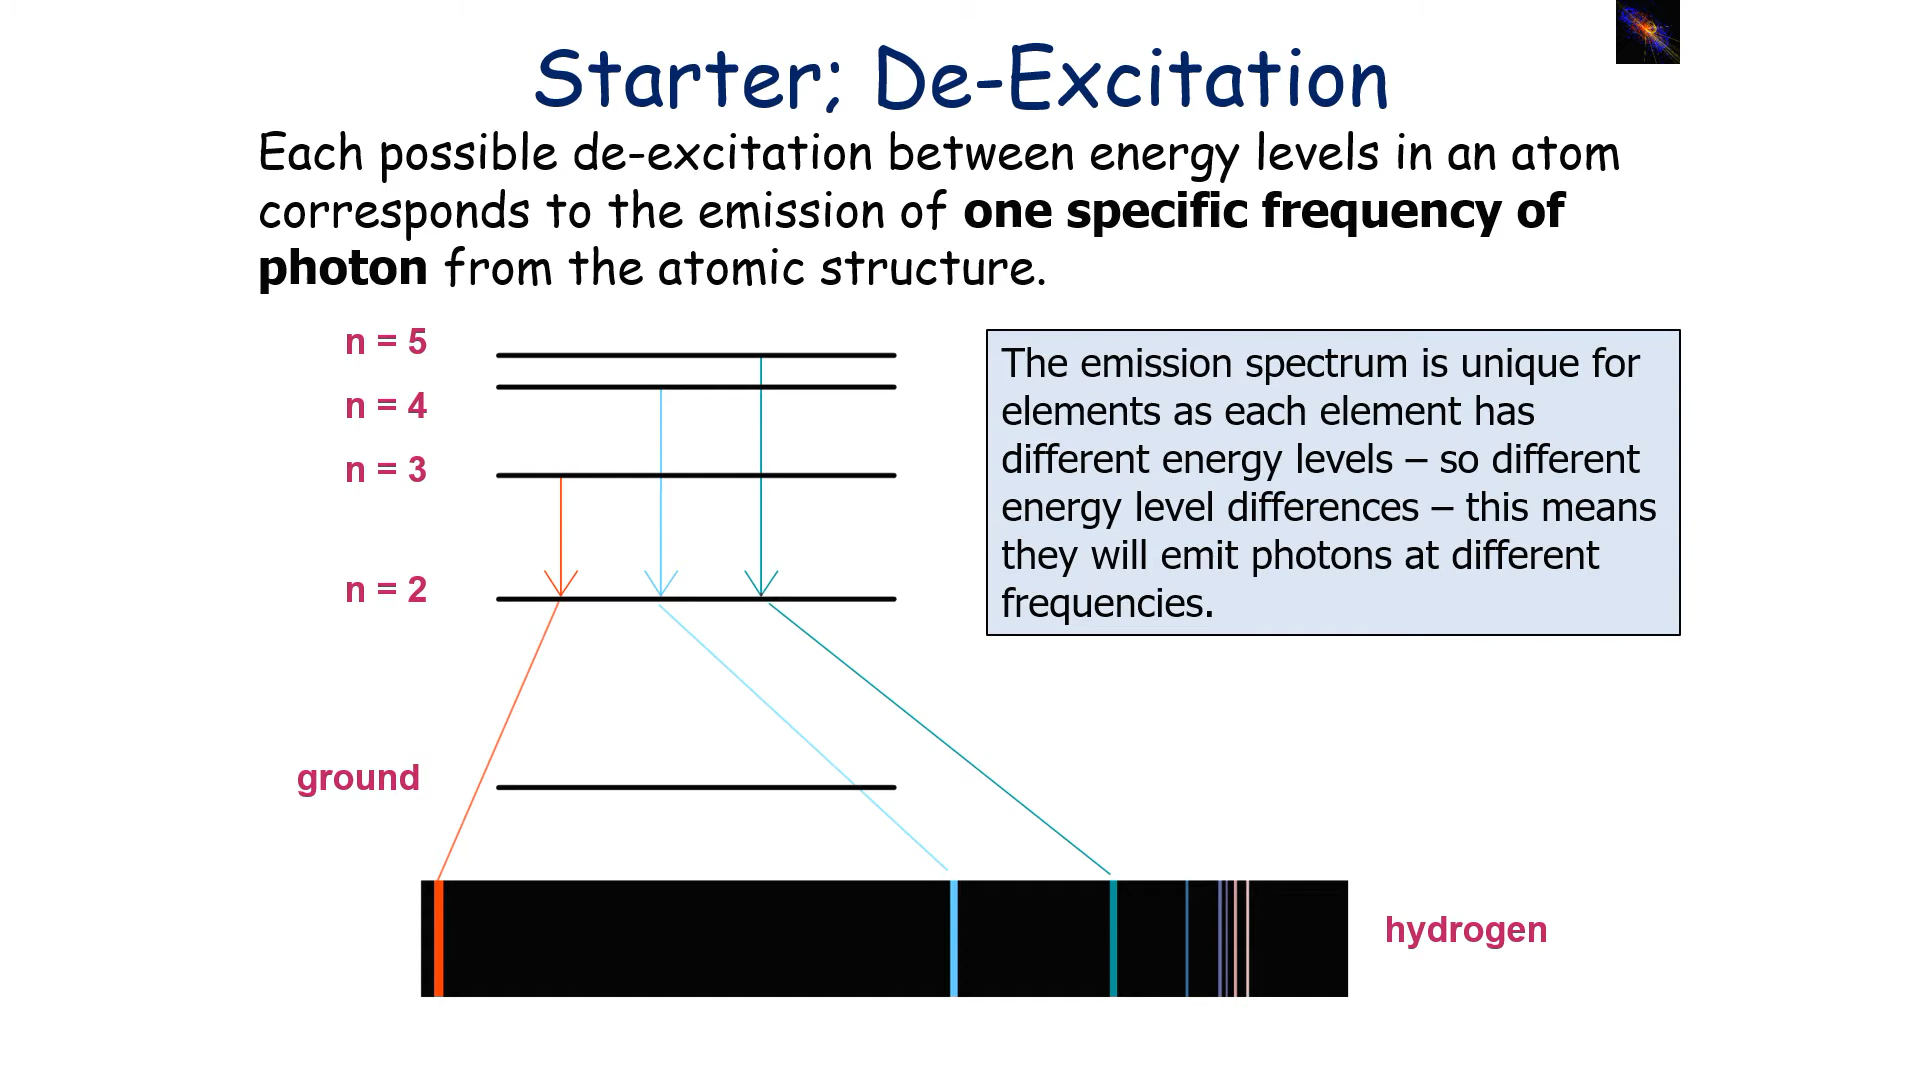 Starter; De-Excitation
Each possible de-excitation between energy levels in an atom
corresponds to the emission of one specific frequency of
photon from the atomic structure.
n = 5
n = 4
n = 3
n = 2
ground
The emission spectrum is unique for
elements as each element has
different energy levels – so different
energy level differences – this means
they will emit photons at different
frequencies.
hydrogen